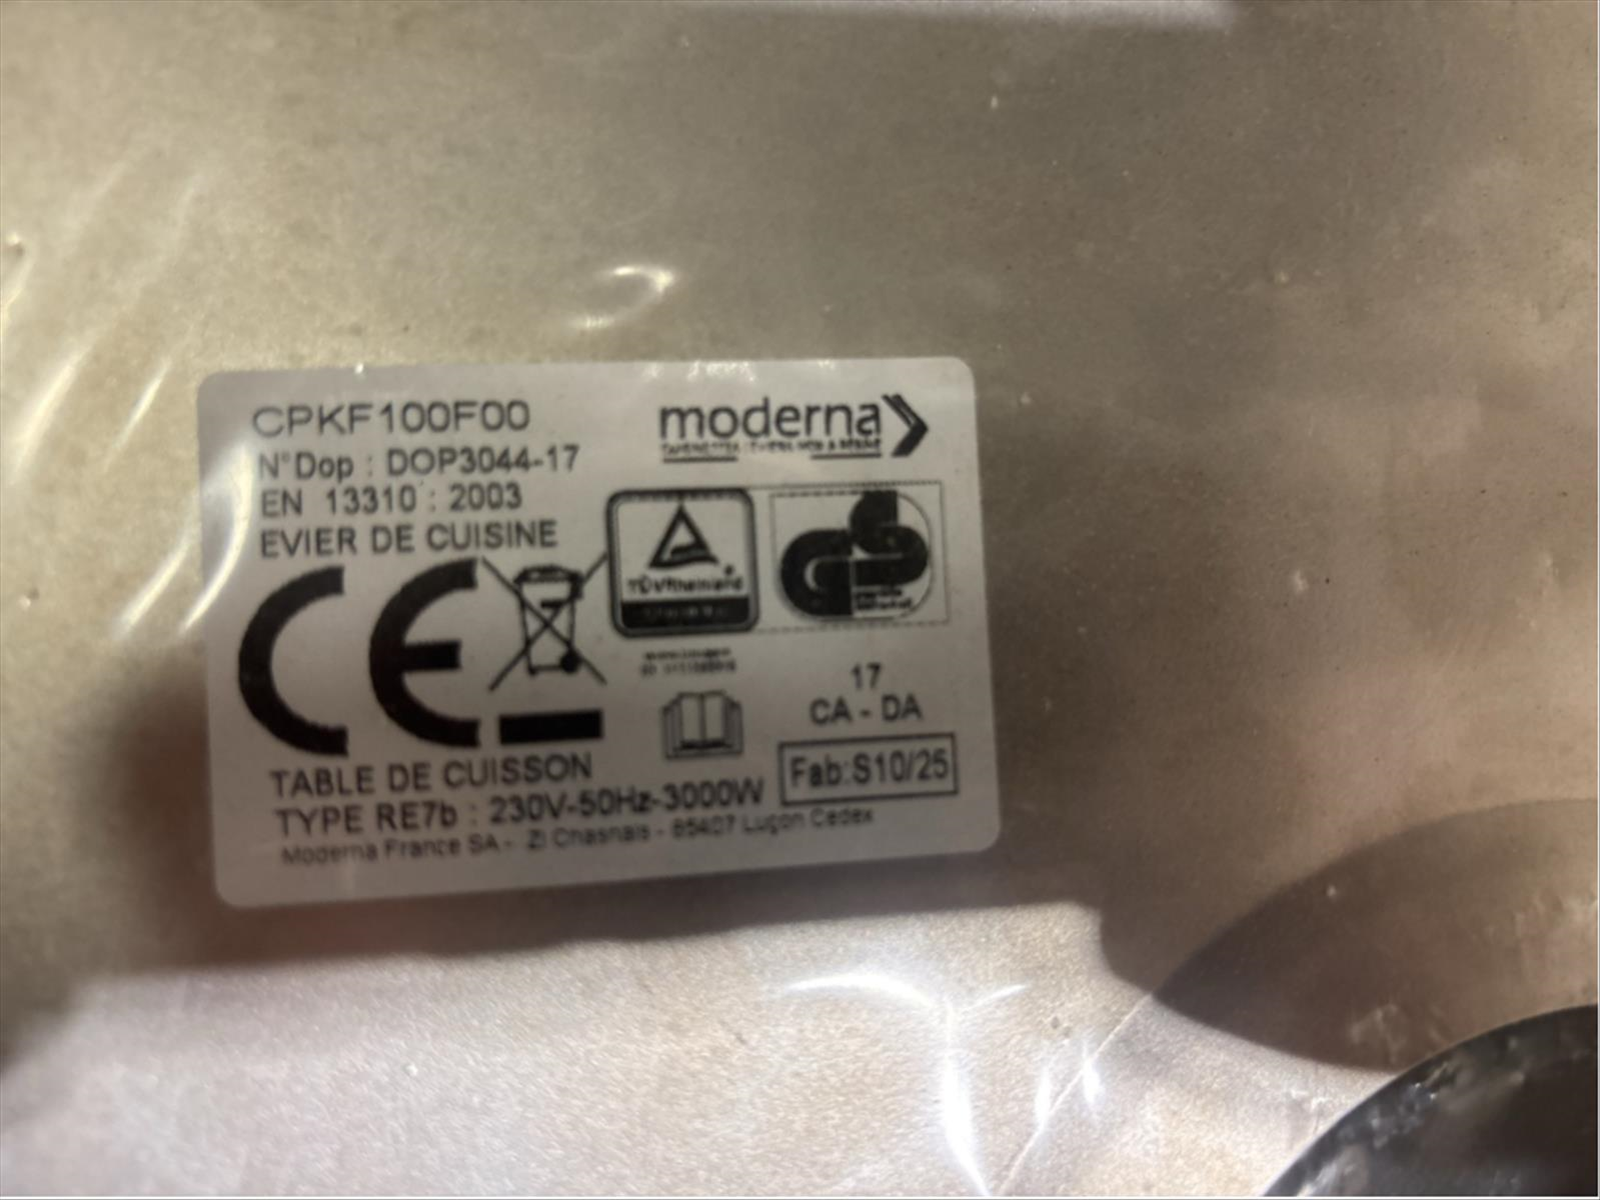 CPKF100F00
N° Dop : DOP3044-17
EN 13310 : 2003
EVIER DE CUISINE
moderna
TÜVRheinland
CE
17
CA - DA
Fab:S10/25
TABLE DE CUISSON
TYPE RE7b : 230V-50Hz-3000W
Moderna France SA - ZI Chasnais - 85407 Luçon Cedex